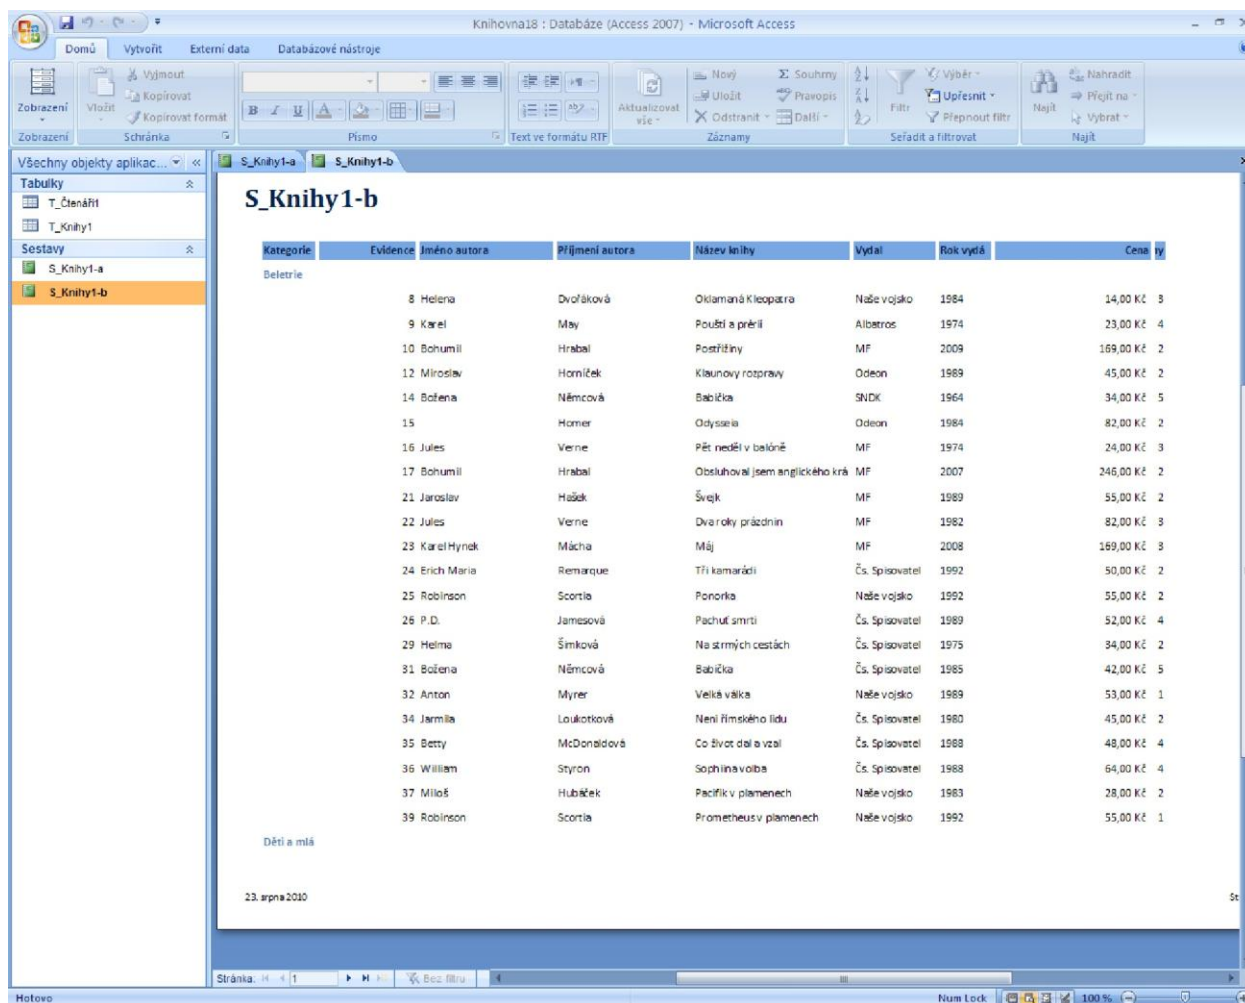 Knihovna18 : Databáze (Access 2007) - Microsoft Access
Domů Vytvořit Externí data Databázové nástroje
Zobrazení
Zobrazení
Vložit
Vyjmout
Kopírovat
Kopírovat formát
Schránka
B I U A
Písmo
Text ve formátu RTF
Aktualizovat vše
Nový
Uložit
Odstranit
Souhrny
Pravopis
Další
Záznamy
Filtr
Výběr
Upřesnit
Přepnout filtr
Seřadit a filtrovat
Najít
Nahradit
Přejít na
Vybrat
Najít
Všechny objekty aplikac...
Tabulky
T_Čtenáři1
T_Knihy1
Sestavy
S_Knihy1-a
S_Knihy1-b
S_Knihy1-a S_Knihy1-b
S_Knihy1-b
Kategorie Evidence Jméno autora Příjmení autora Název knihy Vydal Rok vydá Cena ny
Beletrie
8 Helena Dvořáková Oklamaná Kleopatra Naše vojsko 1984 14,00 Kč 3
9 Karel May Pouští a prérií Albatros 1974 23,00 Kč 4
10 Bohumil Hrabal Postřižiny MF 2009 169,00 Kč 2
12 Miroslav Horníček Klaunovy rozpravy Odeon 1989 45,00 Kč 2
14 Božena Němcová Babička SNDK 1964 34,00 Kč 5
15 Homer Odysseia Odeon 1984 82,00 Kč 2
16 Jules Verne Pět neděl v balóně MF 1974 24,00 Kč 3
17 Bohumil Hrabal Obsluhoval jsem anglického krá MF 2007 246,00 Kč 2
21 Jaroslav Hašek Švejk MF 1989 55,00 Kč 2
22 Jules Verne Dva roky prázdnin MF 1982 82,00 Kč 3
23 Karel Hynek Mácha Máj MF 2008 169,00 Kč 3
24 Erich Maria Remarque Tři kamarádi Čs. Spisovatel 1992 50,00 Kč 2
25 Robinson Scortia Ponorka Naše vojsko 1992 55,00 Kč 2
26 P.D. Jamesová Pachuť smrti Čs. Spisovatel 1989 52,00 Kč 4
29 Helma Šimková Na strmých cestách Čs. Spisovatel 1975 34,00 Kč 2
31 Božena Němcová Babička Čs. Spisovatel 1985 42,00 Kč 5
32 Anton Myrer Velká válka Naše vojsko 1989 53,00 Kč 1
34 Jarmila Loukotková Není římského lidu Čs. Spisovatel 1980 45,00 Kč 2
35 Betty McDonaldová Co život dal a vzal Čs. Spisovatel 1988 48,00 Kč 4
36 William Styron Sophiina volba Čs. Spisovatel 1988 64,00 Kč 4
37 Miloš Hubáček Pacifik v plamenech Naše vojsko 1983 28,00 Kč 2
39 Robinson Scortia Prometheus v plamenech Naše vojsko 1992 55,00 Kč 1
Děti a mlá
23. srpna 2010 St
Stránka: 1 Bez filtru
Hotovo Num Lock 100 %